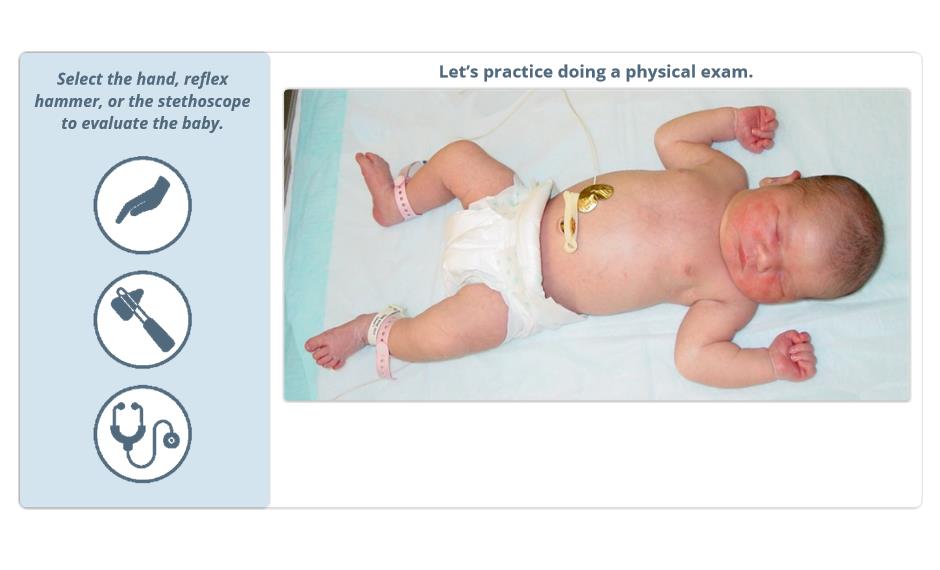 Select the hand, reflex
hammer, or the stethoscope
to evaluate the baby.
Let's practice doing a physical exam.